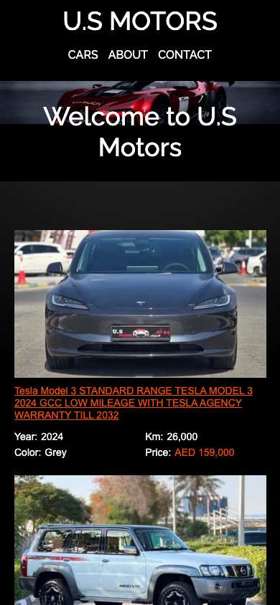 U.S MOTORS
CARS ABOUT CONTACT
Welcome to U.S
Motors
U.S
Tesla Model 3 STANDARD RANGE TESLA MODEL 3
2024 GCC LOW MILEAGE WITH TESLA AGENCY
WARRANTY TILL 2032
Year: 2024 Km: 26,000
Color: Grey Price: AED 159,000